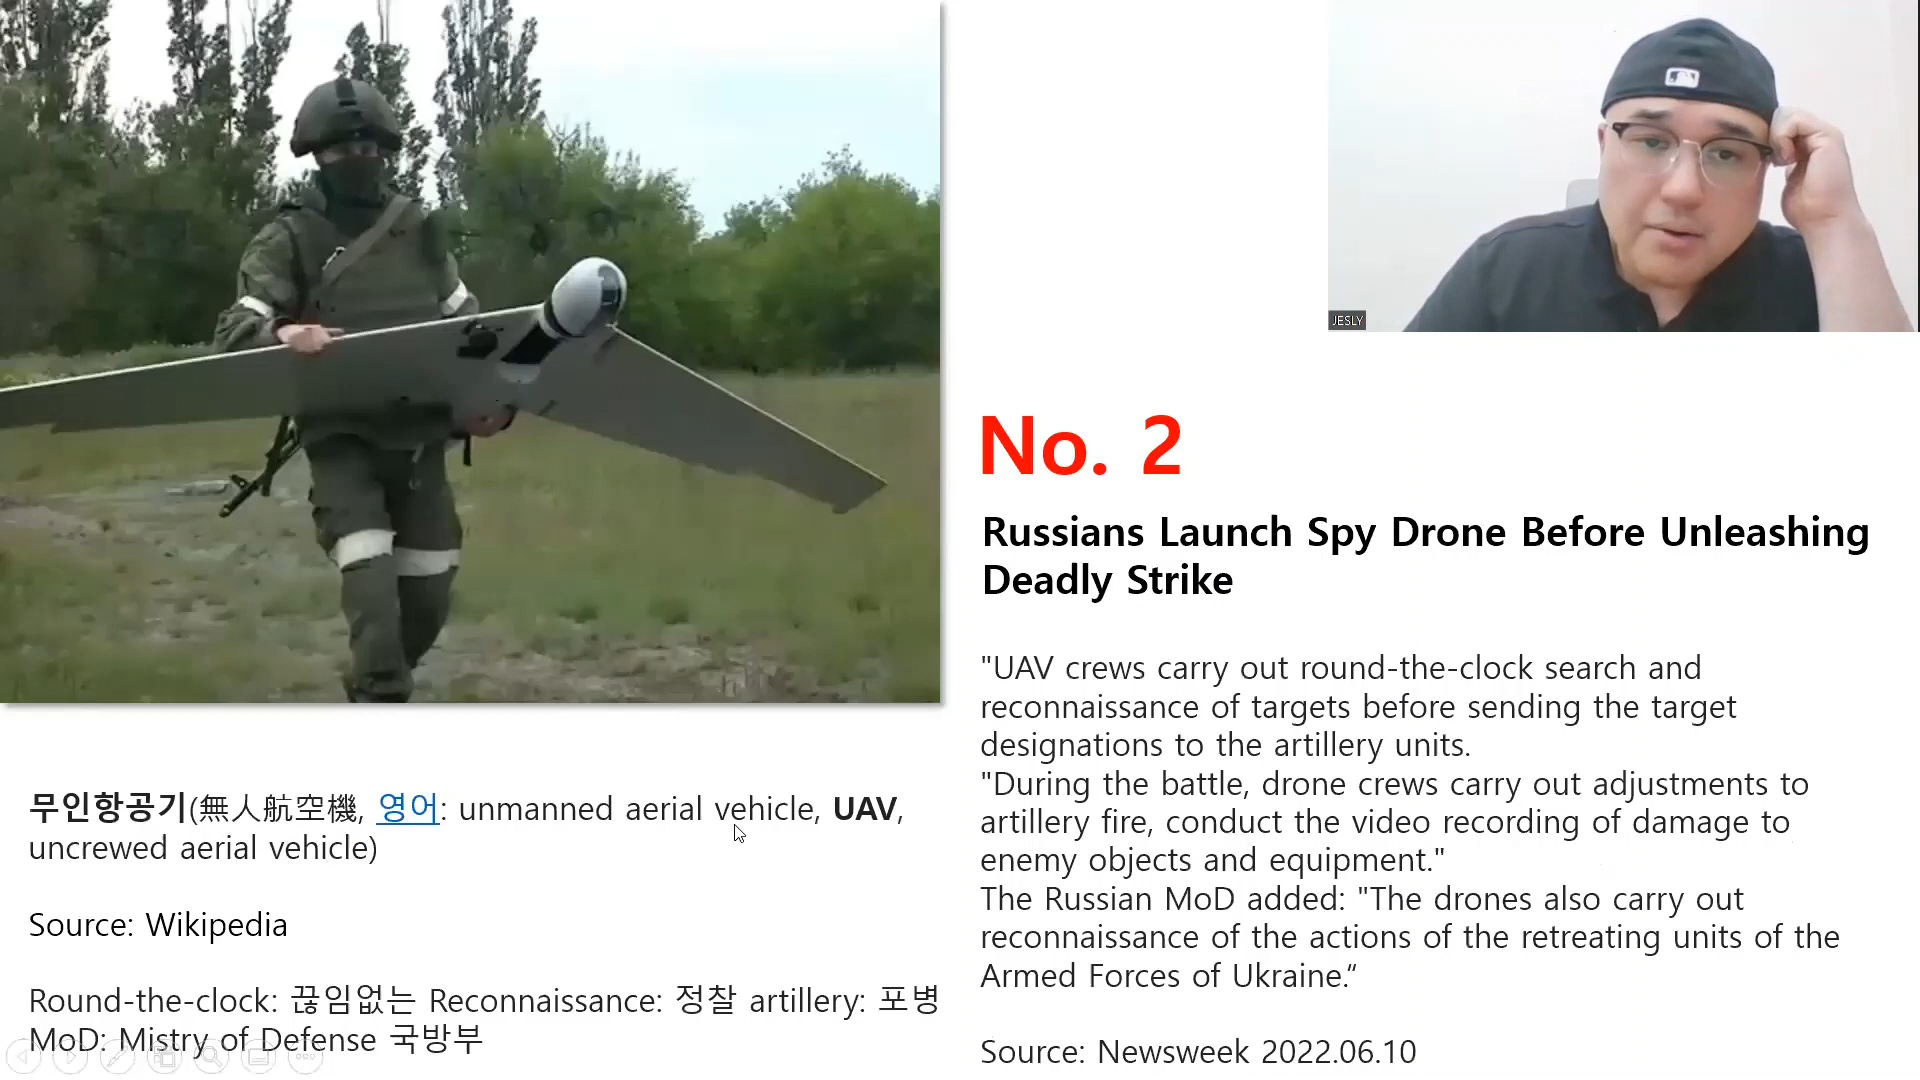 JESLY
No. 2
Russians Launch Spy Drone Before Unleashing
Deadly Strike
"UAV crews carry out round-the-clock search and
reconnaissance of targets before sending the target
designations to the artillery units.
"During the battle, drone crews carry out adjustments to
artillery fire, conduct the video recording of damage to
enemy objects and equipment."
The Russian MoD added: "The drones also carry out
reconnaissance of the actions of the retreating units of the
Armed Forces of Ukraine.“
Source: Newsweek 2022.06.10
무인항공기(無人航空機, 영어: unmanned aerial vehicle, UAV,
uncrewed aerial vehicle)
Source: Wikipedia
Round-the-clock: 끊임없는 Reconnaissance: 정찰 artillery: 포병
MoD: Mistry of Defense 국방부